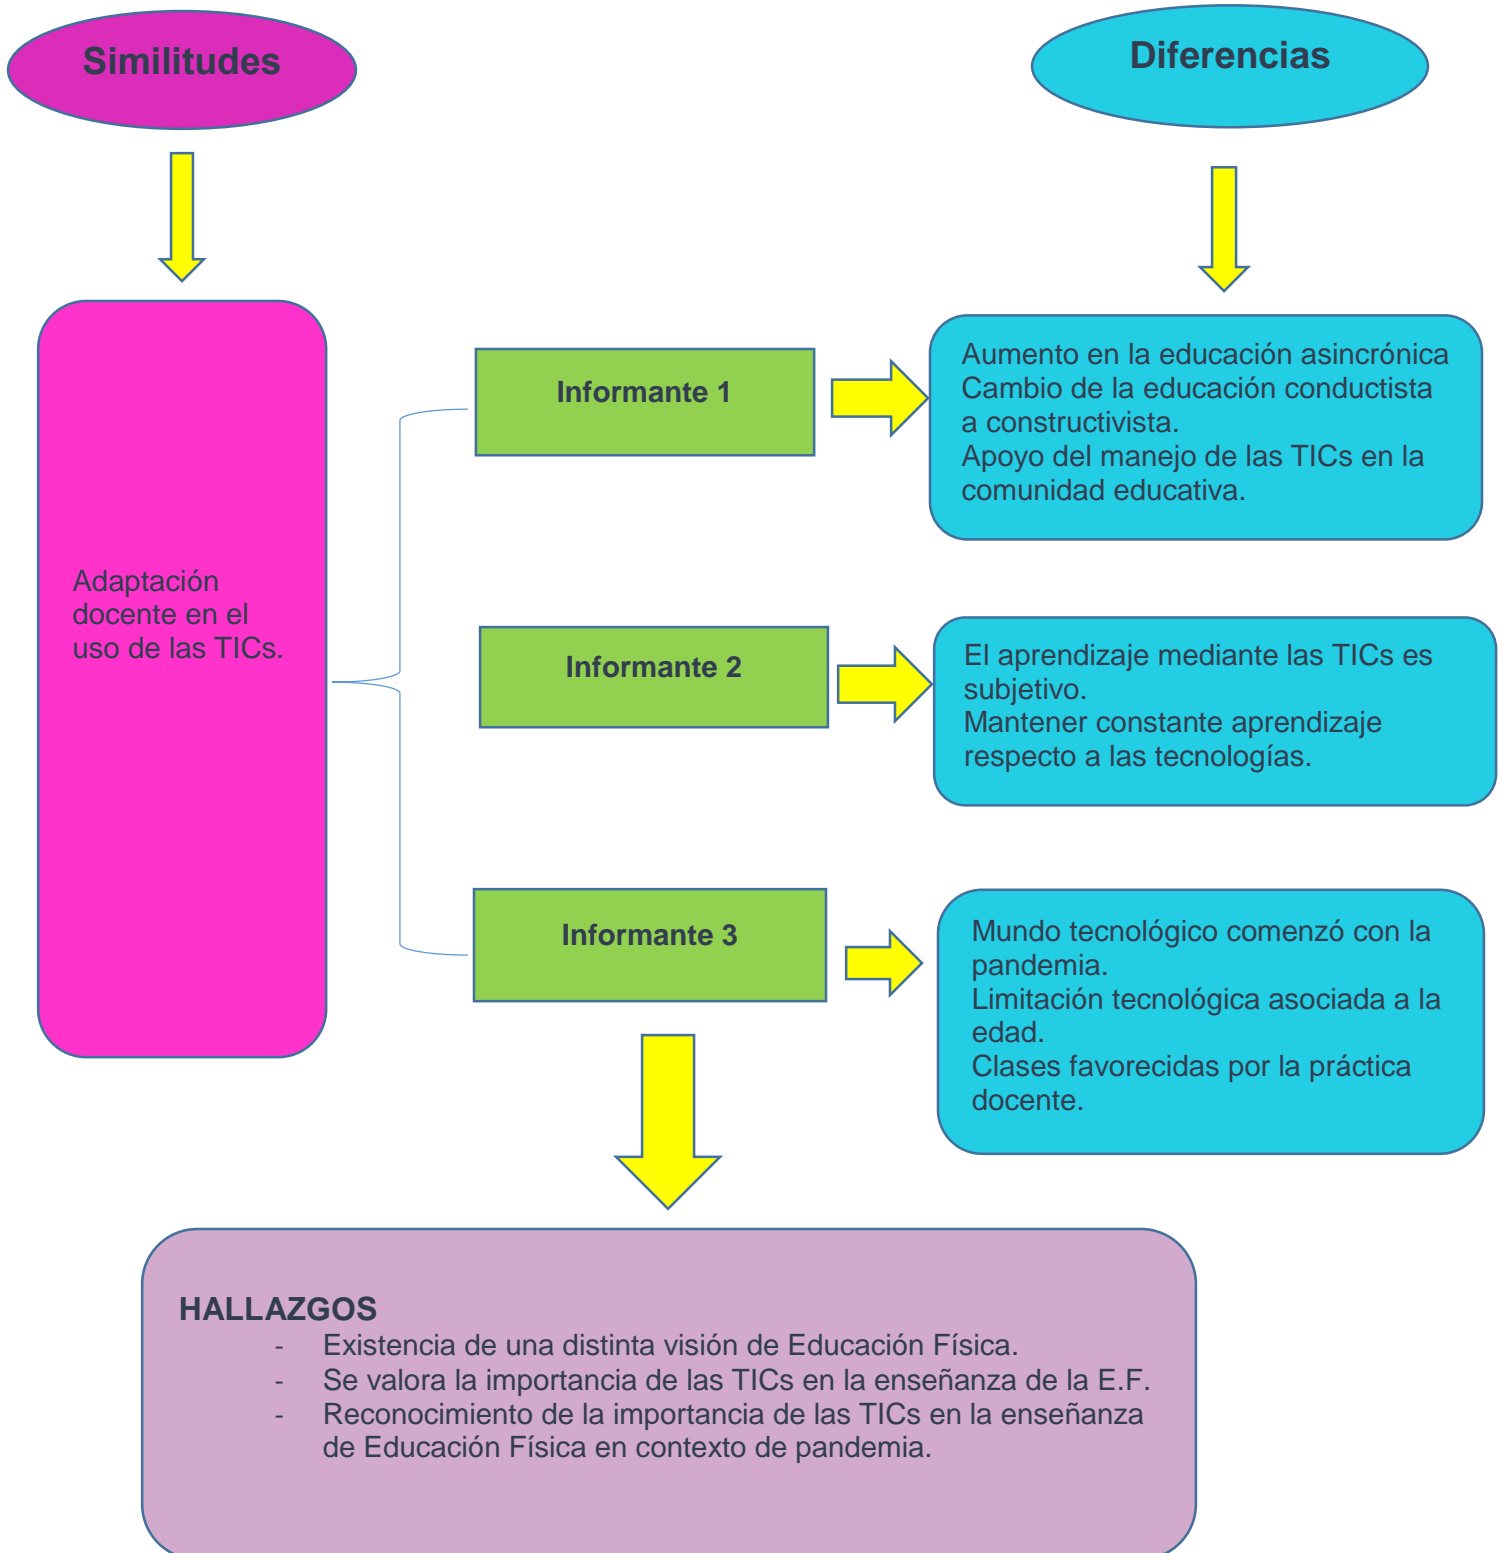 Similitudes
Diferencias
Adaptación
docente en el
uso de las TICs.
Informante 1
Aumento en la educación asincrónica
Cambio de la educación conductista
a constructivista.
Apoyo del manejo de las TICs en la
comunidad educativa.
Informante 2
El aprendizaje mediante las TICs es
subjetivo.
Mantener constante aprendizaje
respecto a las tecnologías.
Informante 3
Mundo tecnológico comenzó con la
pandemia.
Limitación tecnológica asociada a la
edad.
Clases favorecidas por la práctica
docente.
HALLAZGOS
- Existencia de una distinta visión de Educación Física.
- Se valora la importancia de las TICs en la enseñanza de la E.F.
- Reconocimiento de la importancia de las TICs en la enseñanza
de Educación Física en contexto de pandemia.